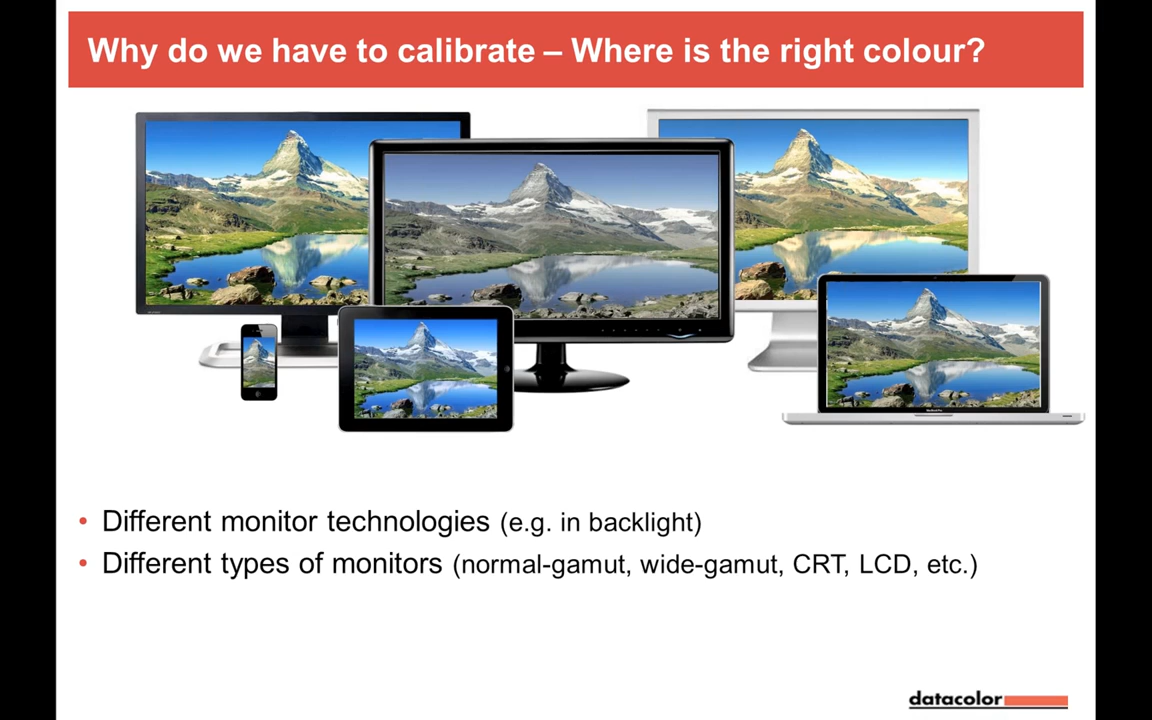 Why do we have to calibrate – Where is the right colour?
• Different monitor technologies (e.g. in backlight)
• Different types of monitors (normal-gamut, wide-gamut, CRT, LCD, etc.)
datacolor